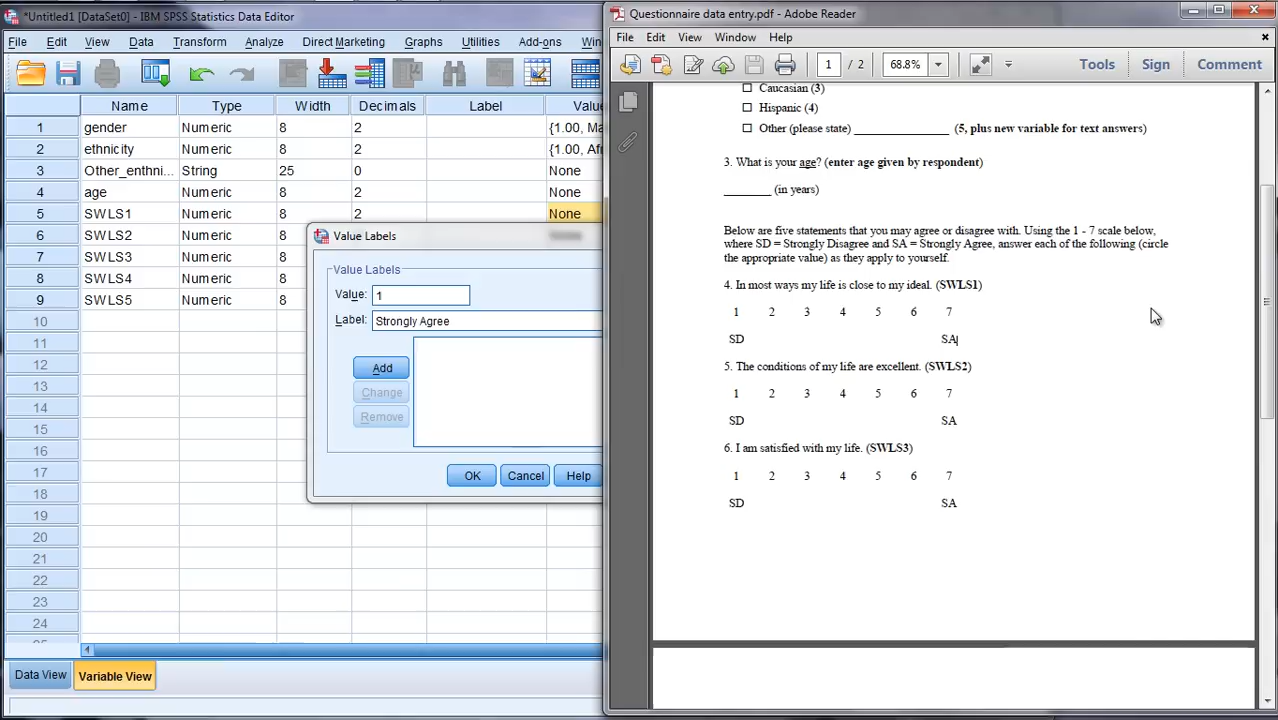 *Untitled1 [DataSet0] - IBM SPSS Statistics Data Editor
File Edit View Data Transform Analyze Direct Marketing Graphs Utilities Add-ons Win
Name Type Width Decimals Label Value
1 gender Numeric 8 2 {1.00, Ma
2 ethnicity Numeric 8 2 {1.00, Afr
3 Other_enthni... String 25 0 None
4 age Numeric 8 2 None
5 SWLS1 Numeric 8 2 None
6 SWLS2 Numeric 8
7 SWLS3 Numeric 8
8 SWLS4 Numeric 8
9 SWLS5 Numeric 8
10
11
12
13
14
15
16
17
18
19
20
21
22
23
24
Data View Variable View
Value Labels
Value Labels
Value: 1
Label: Strongly Agree
Add
Change
Remove
OK Cancel Help
Questionnaire data entry.pdf - Adobe Reader
File Edit View Window Help
1 / 2 68.8% Tools Sign Comment
Caucasian (3)
Hispanic (4)
Other (please state) __________________ (5, plus new variable for text answers)
3. What is your age? (enter age given by respondent)
_________ (in years)
Below are five statements that you may agree or disagree with. Using the 1 - 7 scale below,
where SD = Strongly Disagree and SA = Strongly Agree, answer each of the following (circle
the appropriate value) as they apply to yourself.
4. In most ways my life is close to my ideal. (SWLS1)
1 2 3 4 5 6 7
SD SA
5. The conditions of my life are excellent. (SWLS2)
1 2 3 4 5 6 7
SD SA
6. I am satisfied with my life. (SWLS3)
1 2 3 4 5 6 7
SD SA